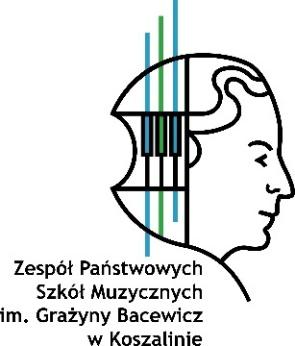 Zespół Państwowych
Szkół Muzycznych
im. Grażyny Bacewicz
w Koszalinie